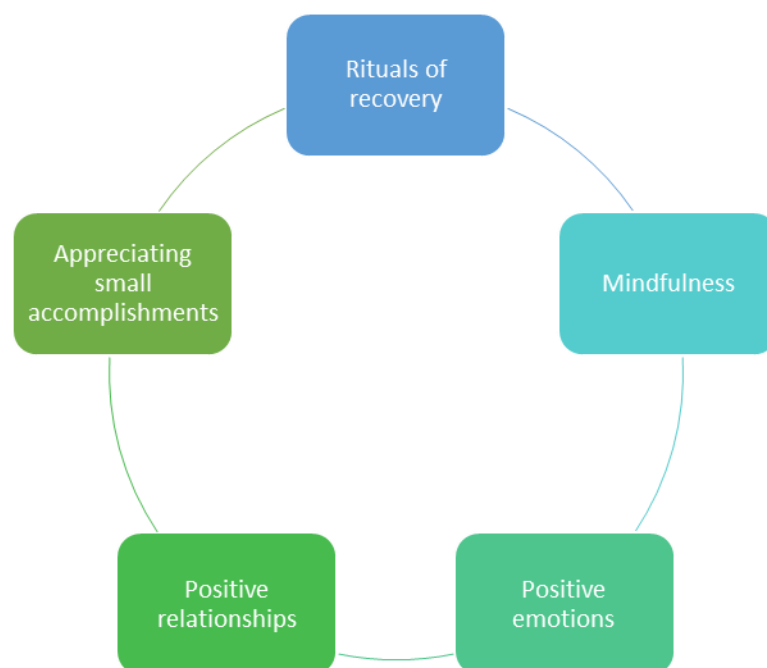 Rituals of
recovery
Mindfulness
Positive
emotions
Positive
relationships
Appreciating
small
accomplishments